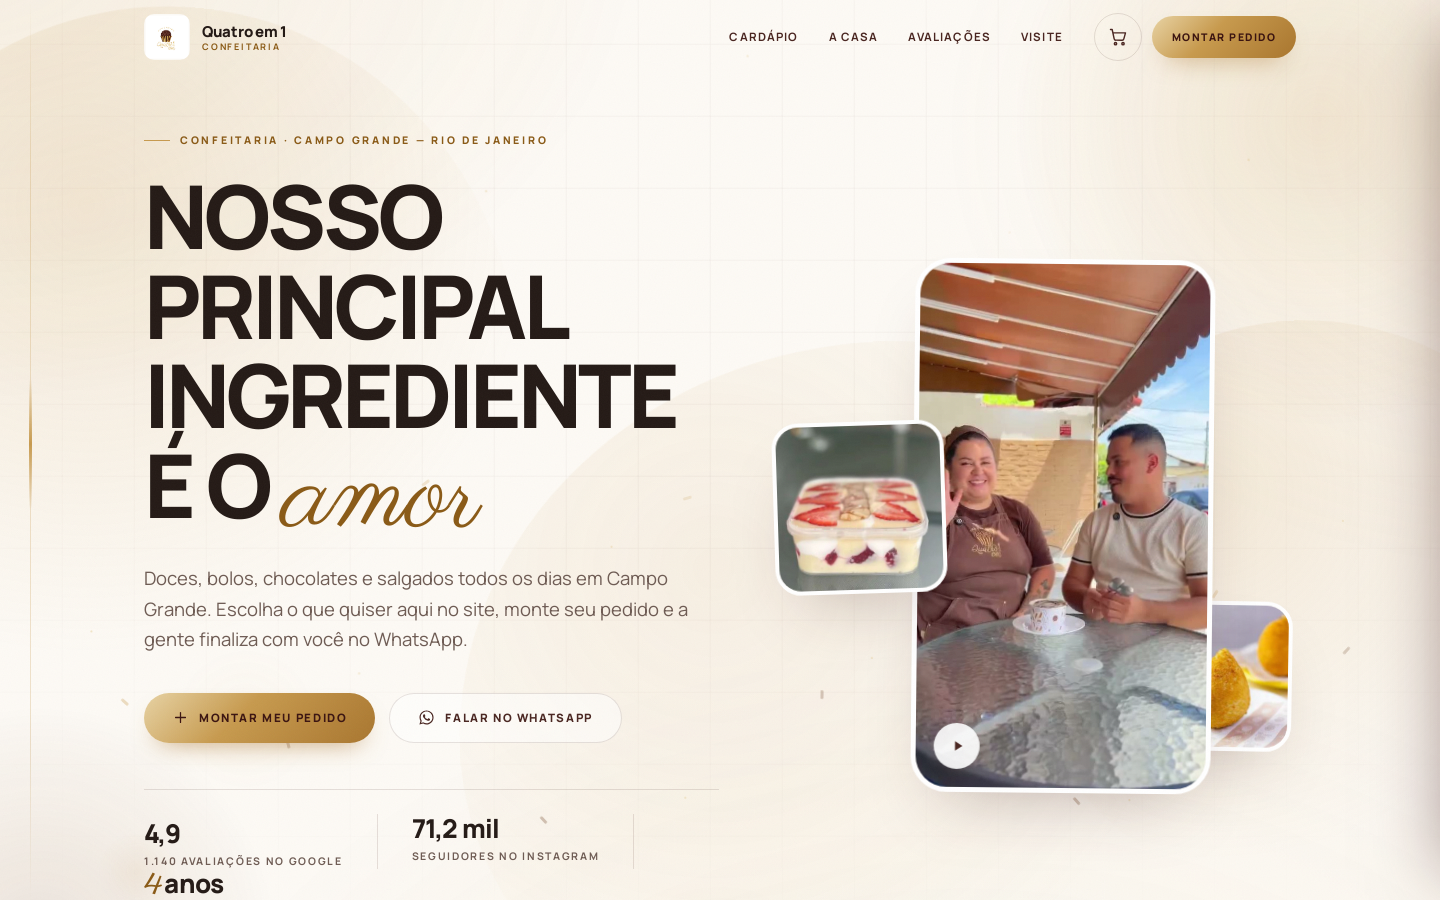 Quatro em 1
CONFEITARIA
CARDÁPIO
A CASA
AVALIAÇÕES
VISITE
MONTAR PEDIDO
CONFEITARIA · CAMPO GRANDE — RIO DE JANEIRO
NOSSO
PRINCIPAL
INGREDIENTE
É O amor
Doces, bolos, chocolates e salgados todos os dias em Campo
Grande. Escolha o que quiser aqui no site, monte seu pedido e a
gente finaliza com você no WhatsApp.
MONTAR MEU PEDIDO
FALAR NO WHATSAPP
4,9
1.140 AVALIAÇÕES NO GOOGLE
71,2 mil
SEGUIDORES NO INSTAGRAM
4 anos